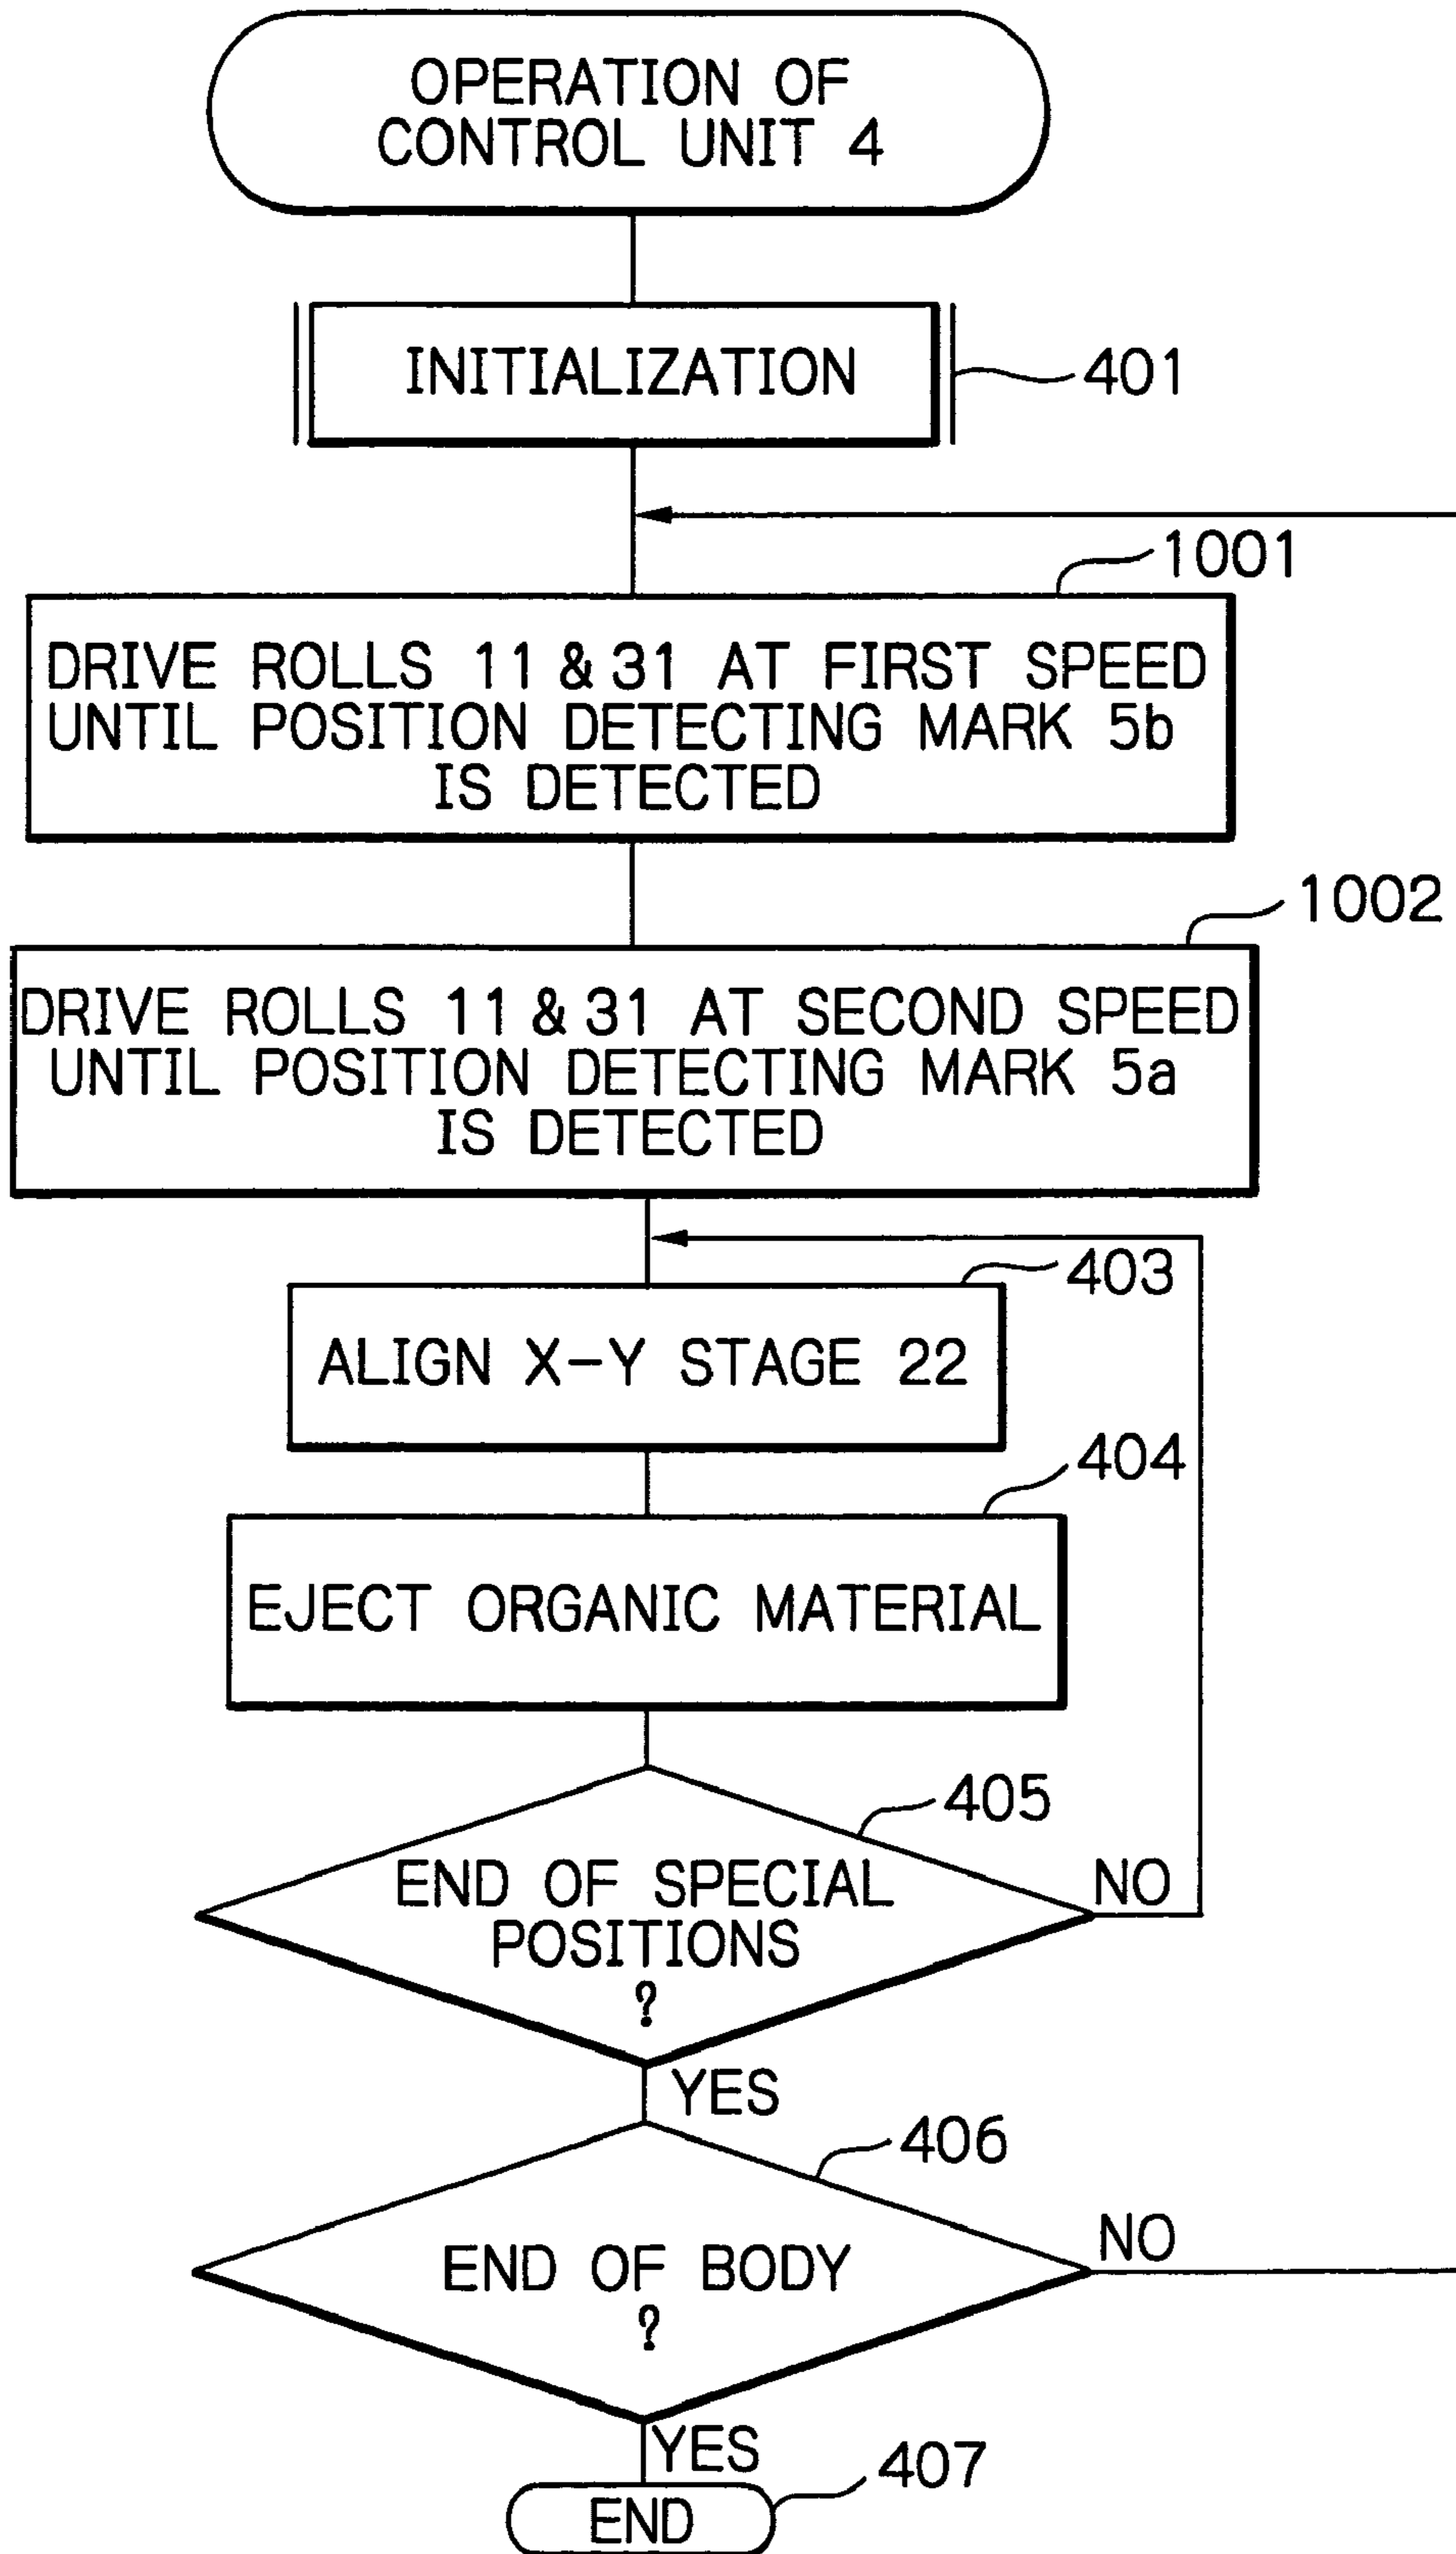 OPERATION OF
CONTROL UNIT 4
INITIALIZATION
401
1001
DRIVE ROLLS 11 & 31 AT FIRST SPEED
UNTIL POSITION DETECTING MARK 5b
IS DETECTED
1002
DRIVE ROLLS 11 & 31 AT SECOND SPEED
UNTIL POSITION DETECTING MARK 5a
IS DETECTED
403
ALIGN X-Y STAGE 22
404
EJECT ORGANIC MATERIAL
405
END OF SPECIAL
POSITIONS
?
NO
YES
406
END OF BODY
?
NO
YES
407
END